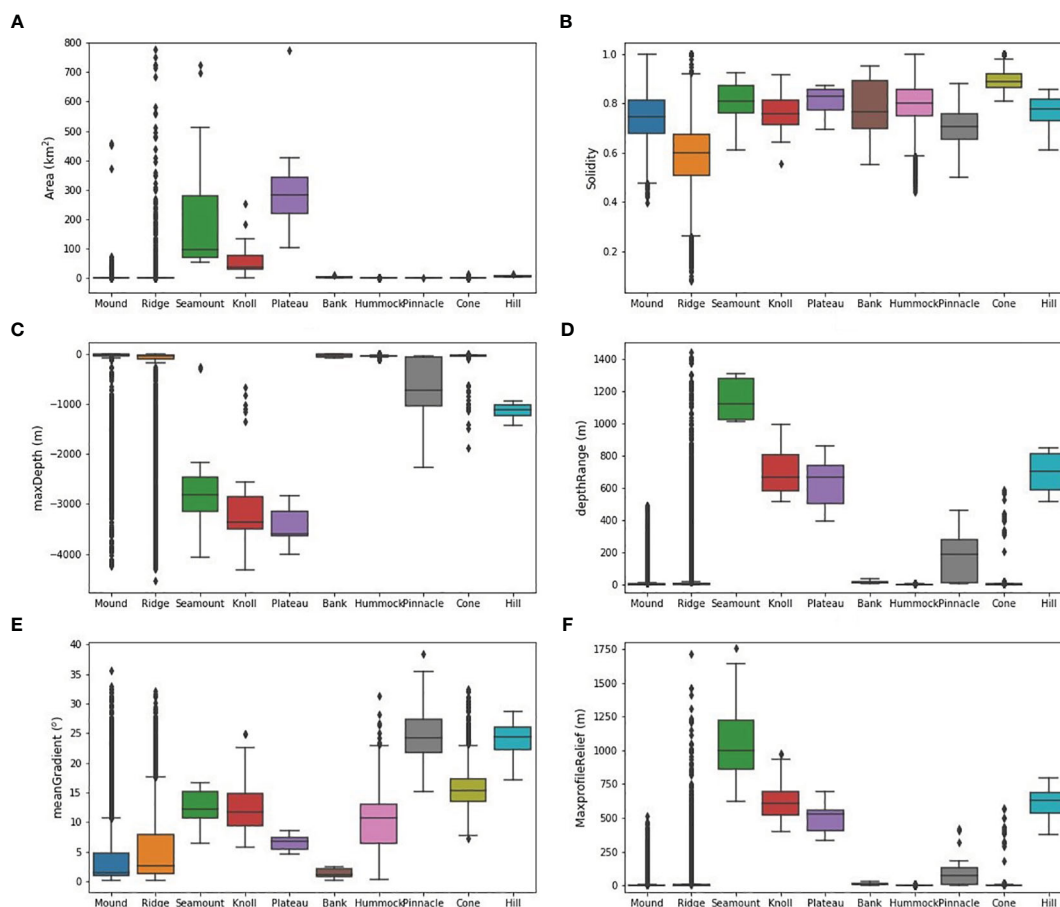 A
Area (km²)
800
700
600
500
400
300
200
100
0
Mound Ridge Seamount Knoll Plateau Bank Hummock Pinnacle Cone Hill
B
Solidity
1.0
0.8
0.6
0.4
0.2
Mound Ridge Seamount Knoll Plateau Bank Hummock Pinnacle Cone Hill
C
maxDepth (m)
0
−1000
−2000
−3000
−4000
Mound Ridge Seamount Knoll Plateau Bank Hummock Pinnacle Cone Hill
D
depthRange (m)
1400
1200
1000
800
600
400
200
0
Mound Ridge Seamount Knoll Plateau Bank Hummock Pinnacle Cone Hill
E
meanGradient (⁰)
40
35
30
25
20
15
10
5
0
Mound Ridge Seamount Knoll Plateau Bank Hummock Pinnacle Cone Hill
F
MaxprofileRelief (m)
1750
1500
1250
1000
750
500
250
0
Mound Ridge Seamount Knoll Plateau Bank Hummock Pinnacle Cone Hill